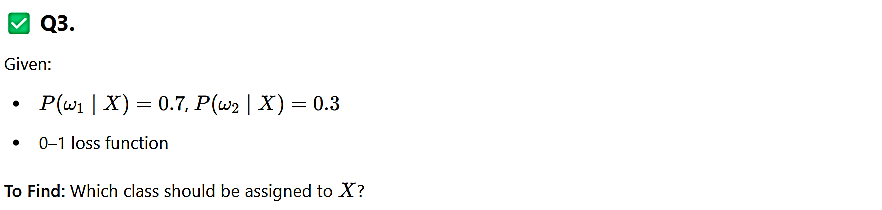 ✅ Q3.
Given:
• P(ω₁ | X) = 0.7, P(ω₂ | X) = 0.3
• 0–1 loss function
To Find: Which class should be assigned to X?